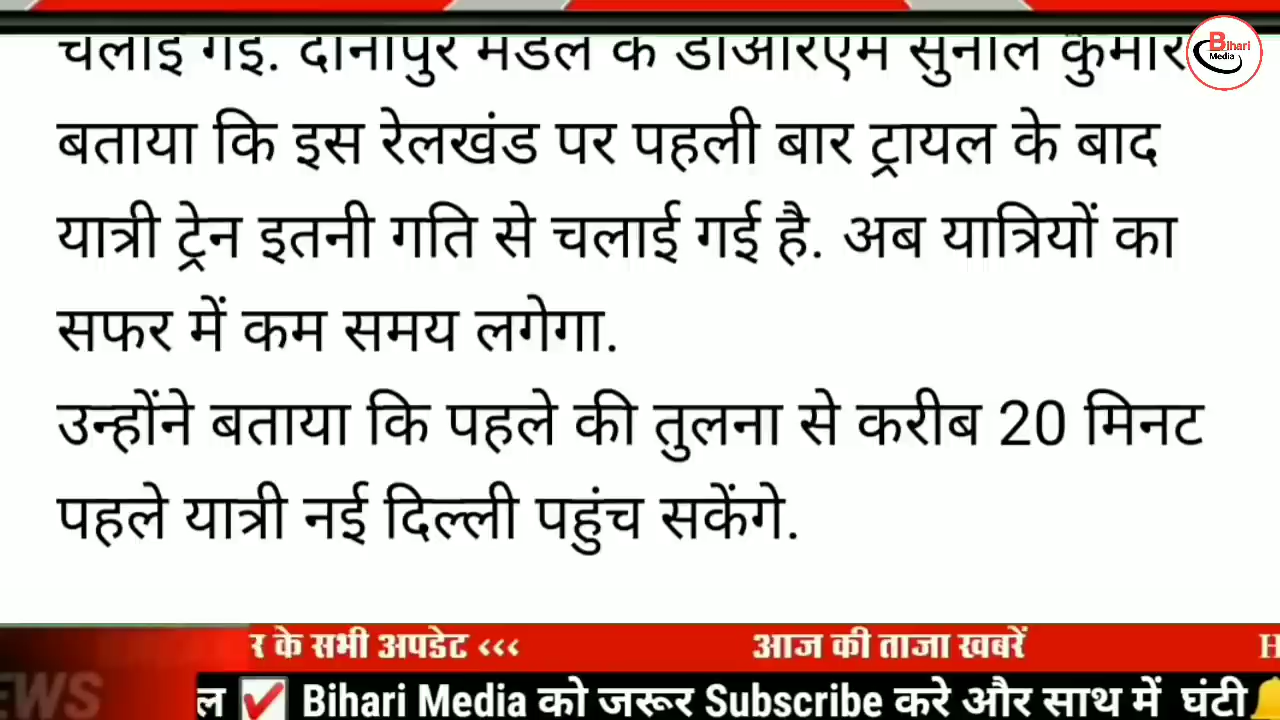 चलाई गई. दानापुर मंडल के डीआरएम सुनील कुमार
बताया कि इस रेलखंड पर पहली बार ट्रायल के बाद
यात्री ट्रेन इतनी गति से चलाई गई है. अब यात्रियों का
सफर में कम समय लगेगा.
उन्होंने बताया कि पहले की तुलना से करीब 20 मिनट
पहले यात्री नई दिल्ली पहुंच सकेंगे.
Bihari
Media
र के सभी अपडेट <<< आज की ताजा खबरें H
EWS
ल ✅ Bihari Media को जरूर Subscribe करे और साथ में घंटी 🔔